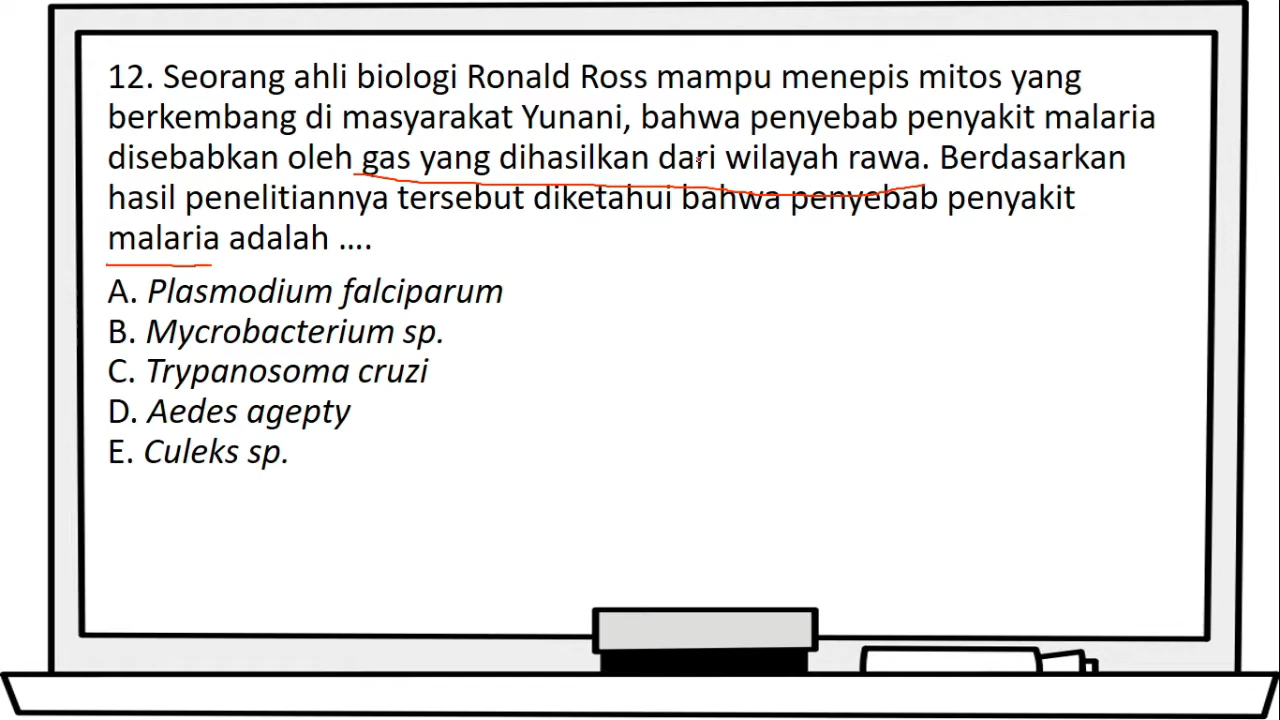 12. Seorang ahli biologi Ronald Ross mampu menepis mitos yang
berkembang di masyarakat Yunani, bahwa penyebab penyakit malaria
disebabkan oleh gas yang dihasilkan dari wilayah rawa. Berdasarkan
hasil penelitiannya tersebut diketahui bahwa penyebab penyakit
malaria adalah ....
A. Plasmodium falciparum
B. Mycrobacterium sp.
C. Trypanosoma cruzi
D. Aedes agepty
E. Culeks sp.